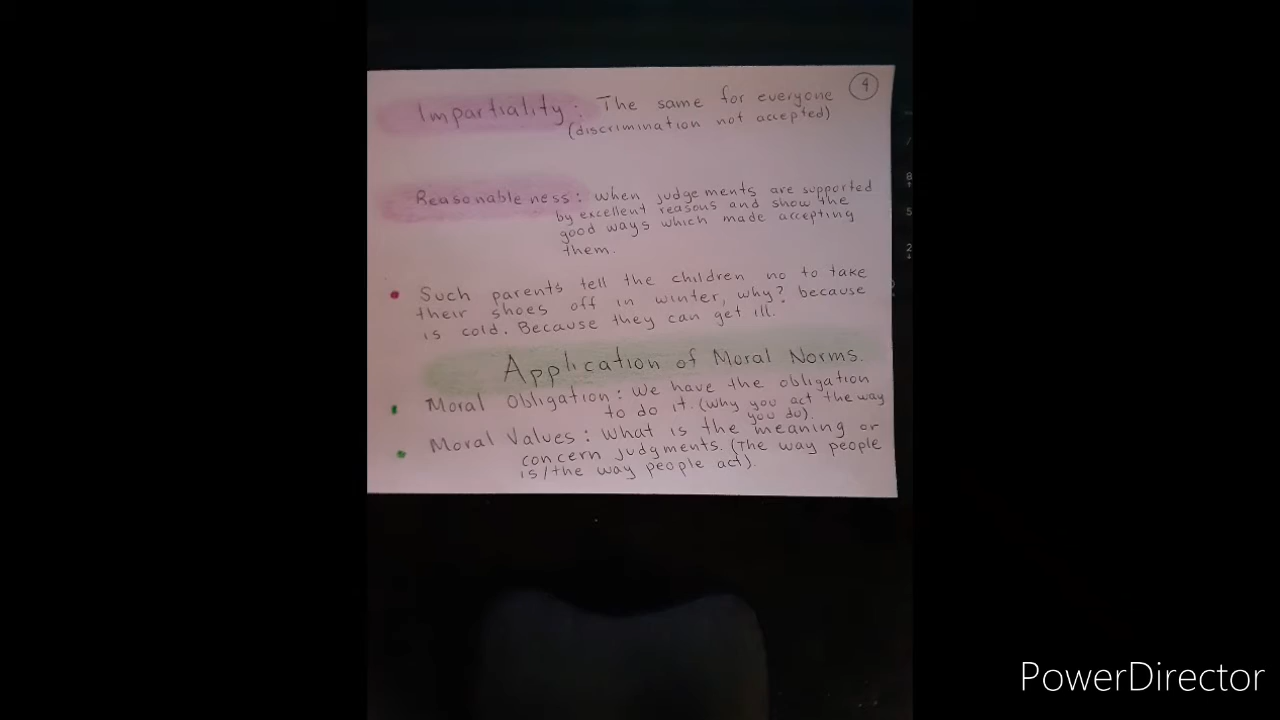 4
Impartiality: The same for everyone
(discrimination not accepted)
Reasonableness: when judgements are supported
by excellent reasons and show the
good ways which made accepting
them.
Such parents tell the children no to take
their shoes off in winter, why? because
is cold. Because they can get ill.
Application of Moral Norms.
Moral Obligation: We have the obligation
to do it. (why you act the way
you do).
Moral Values: What is the meaning or
concern judgments. (The way people
is/the way people act).
8
5
2
PowerDirector